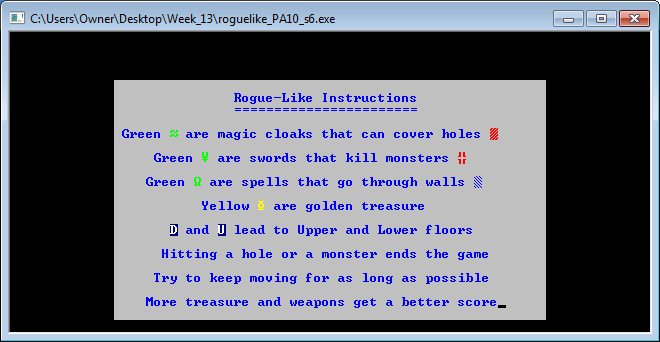 C:\Users\Owner\Desktop\Week_13\roguelike_PA10_s6.exe
Rogue-Like Instructions
=======================
Green ≈ are magic cloaks that can cover holes ▒
Green ¥ are swords that kill monsters ╬
Green Ω are spells that go through walls ░
Yellow ☼ are golden treasure
D and U lead to Upper and Lower floors
Hitting a hole or a monster ends the game
Try to keep moving for as long as possible
More treasure and weapons get a better score